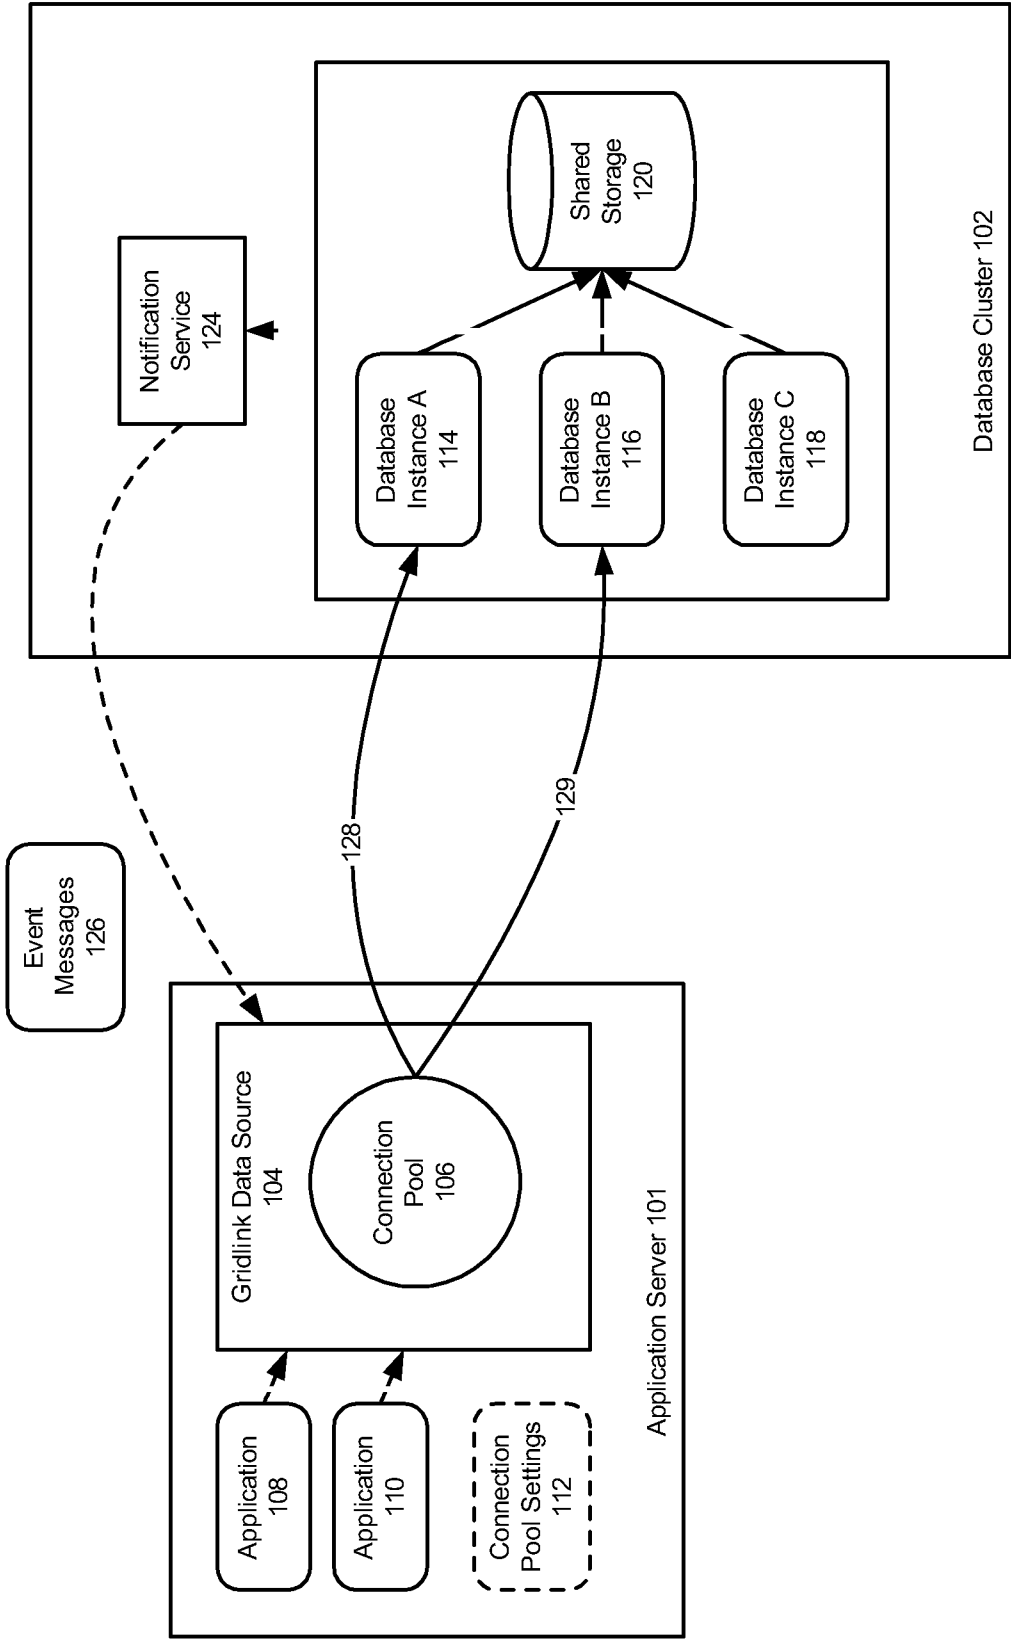 Event
Messages
126
Notification
Service
124
Application
108
Application
110
Connection
Pool Settings
112
Gridlink Data Source
104
Connection
Pool
106
Application Server 101
128
129
Database
Instance A
114
Database
Instance B
116
Database
Instance C
118
Shared
Storage
120
Database Cluster 102